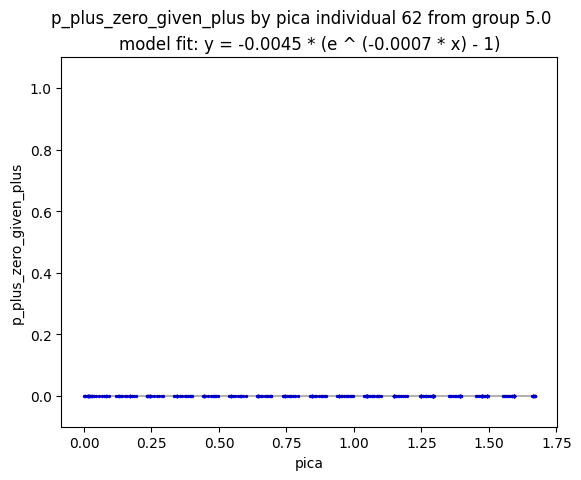 p_plus_zero_given_plus by pica individual 62 from group 5.0
model fit: y = -0.0045 * (e ^ (-0.0007 * x) - 1)
p_plus_zero_given_plus
1.0
0.8
0.6
0.4
0.2
0.0
0.00 0.25 0.50 0.75 1.00 1.25 1.50 1.75
pica